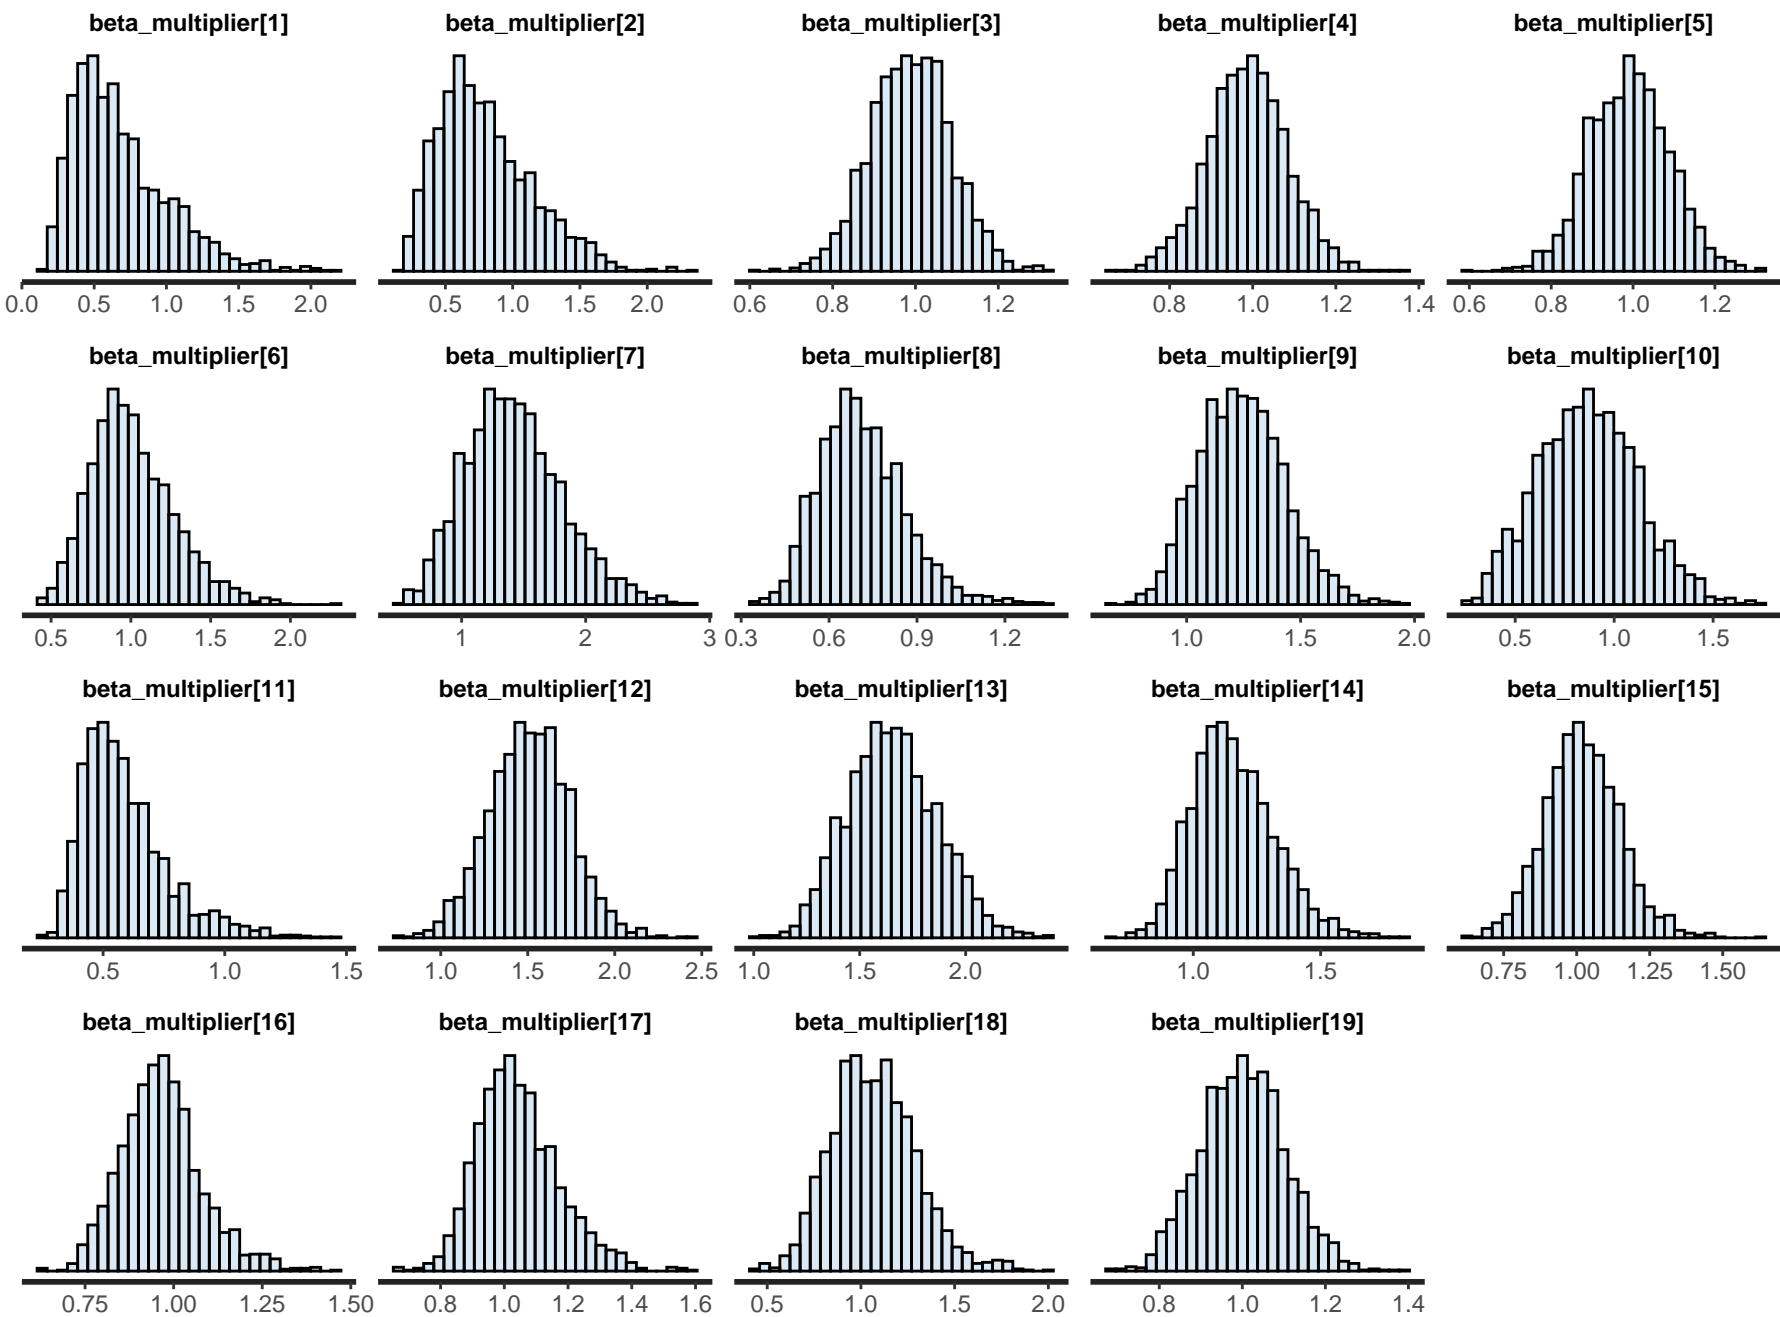 beta_multiplier[1] beta_multiplier[2] beta_multiplier[3] beta_multiplier[4] beta_multiplier[5]
0.0 0.5 1.0 1.5 2.0 0.5 1.0 1.5 2.0 0.6 0.8 1.0 1.2 0.8 1.0 1.2 1.4 0.6 0.8 1.0 1.2
beta_multiplier[6] beta_multiplier[7] beta_multiplier[8] beta_multiplier[9] beta_multiplier[10]
0.5 1.0 1.5 2.0 1 2 3 0.3 0.6 0.9 1.2 1.0 1.5 2.0 0.5 1.0 1.5
beta_multiplier[11] beta_multiplier[12] beta_multiplier[13] beta_multiplier[14] beta_multiplier[15]
0.5 1.0 1.5 1.0 1.5 2.0 2.5 1.0 1.5 2.0 1.0 1.5 0.75 1.00 1.25 1.50
beta_multiplier[16] beta_multiplier[17] beta_multiplier[18] beta_multiplier[19]
0.75 1.00 1.25 1.50 0.8 1.0 1.2 1.4 1.6 0.5 1.0 1.5 2.0 0.8 1.0 1.2 1.4